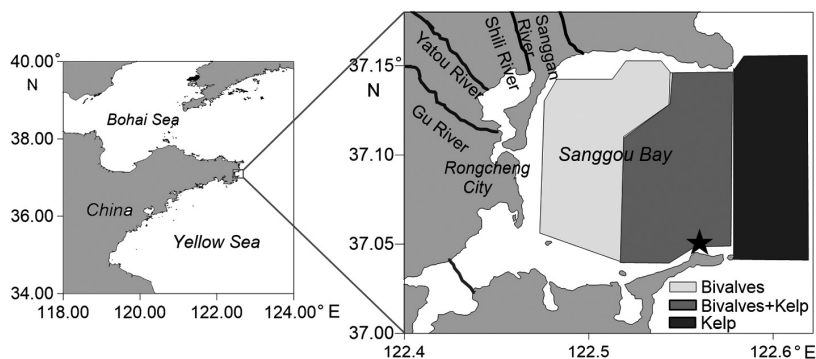 40.00°
N
38.00
36.00
34.00
118.00
120.00
122.00
124.00° E
Bohai Sea
China
Yellow Sea
37.15°
N
37.10
37.05
37.00
122.4
122.5
122.6° E
Yatou River
Shili River
Sanggan
River
Gu River
Rongcheng
City
Sanggou Bay
Bivalves
Bivalves+Kelp
Kelp